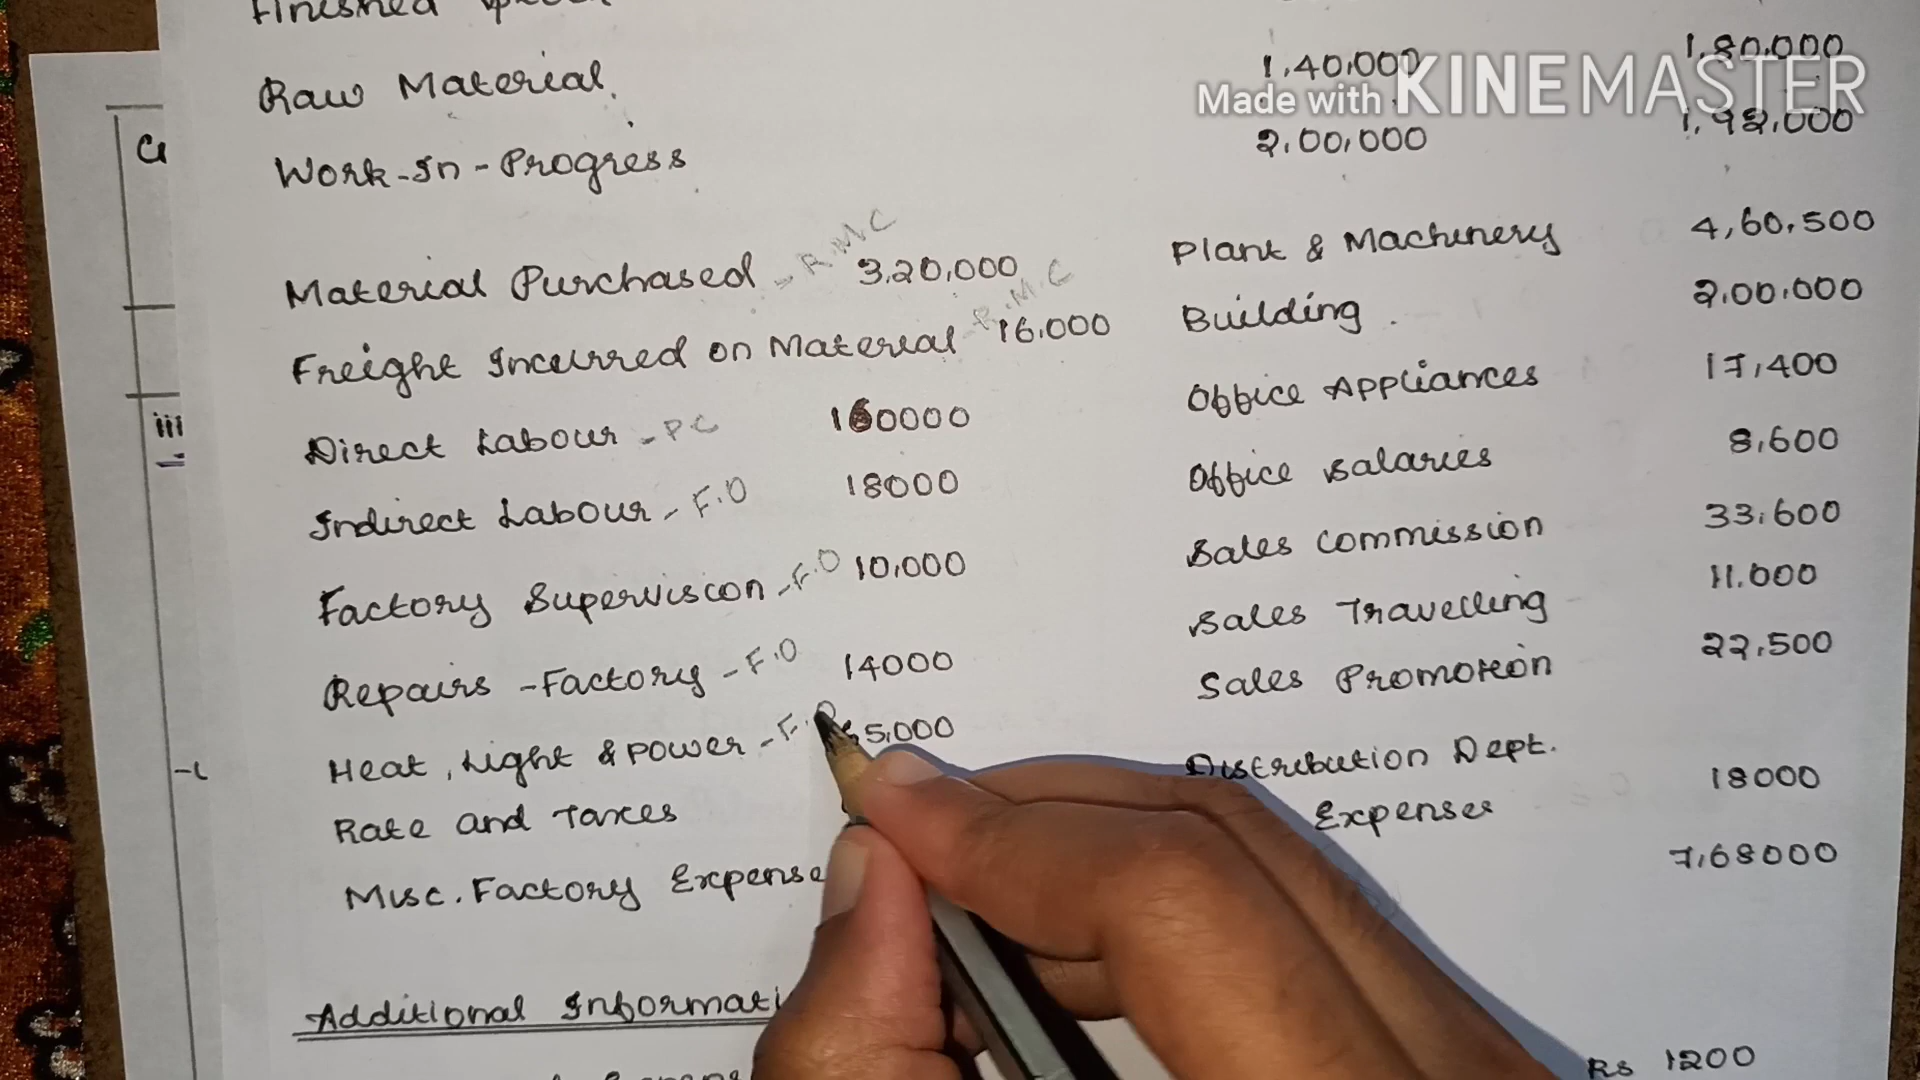 Finished
Raw Material. 1,40,000 1,80,000
Made with KINEMASTER
Work-In-Progress 2,00,000 1,92,000
Material Purchased - R.M.C 3,20,000
Freight Incurred on Material R.M.C 16,000
Direct Labour - PC 160000
Indirect Labour - F.O 18000
Factory Supervision - F.O 10,000
Repairs - Factory - F.O 14000
Heat, Light & Power - F.O 5,000
Rate and Taxes
Misc. Factory Expense
Plant & Machinery 4,60,500
Building. 2,00,000
Office Appliances 17,400
Office Salaries 8,600
Sales Commission 33,600
Sales Travelling 11.000
Sales Promotion 22,500
Distribution Dept.
Expenses 18000
7,68000
Additional Informati
Rs 1200
iii